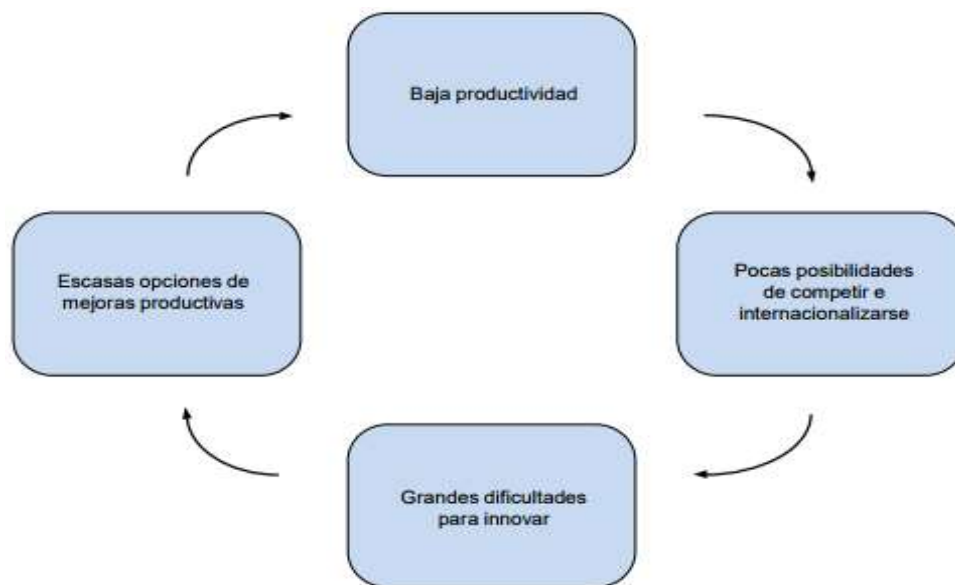 Baja productividad
Pocas posibilidades
de competir e
internacionalizarse
Grandes dificultades
para innovar
Escasas opciones de
mejoras productivas